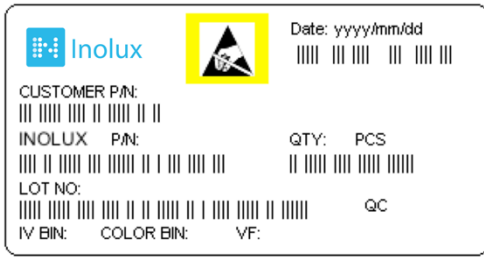 Inolux
Date: yyyy/mm/dd
CUSTOMER P/N:
INOLUX P/N: QTY: PCS
LOT NO:
QC
IV BIN: COLOR BIN: VF: